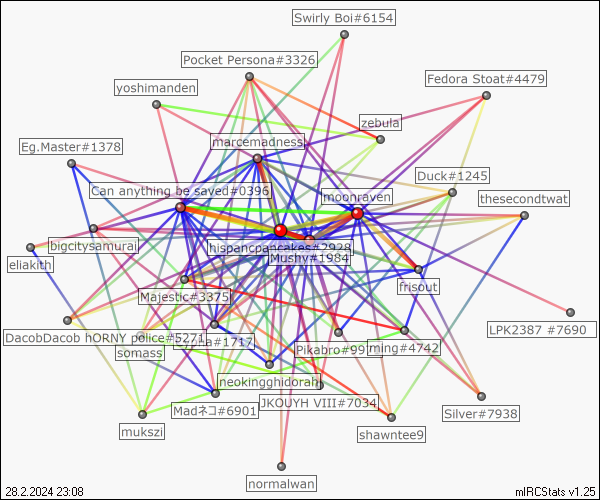 Swirly Boi#6154
Pocket Persona#3326
Fedora Stoat#4479
yoshimanden
zebula
marcemadness
Eg.Master#1378
Duck#1245
Can anything be saved#0396
moonraven
thesecondtwat
bigcitysamurai
hispancpancakes#2928
Mushy#1984
eliakith
frisout
Majestic#3375
LPK2387 #7690
DacobDacob hORNY police#5271
#1717
Pikabro#99
ming#4742
somass
neokingghidorah
Madネコ#6901
JKOUYH VIII#7034
Silver#7938
mukszi
shawntee9
normalwan
28.2.2024 23:08
mIRCStats v1.25